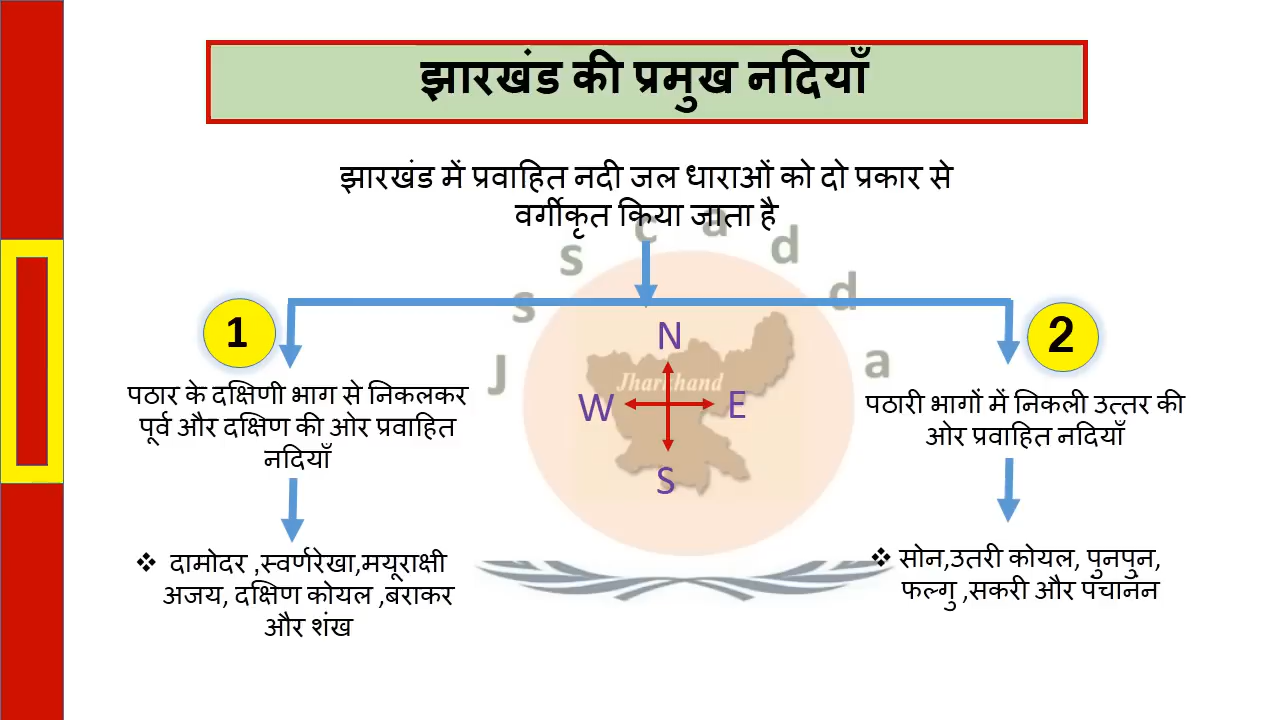 झारखंड की प्रमुख नदियाँ
झारखंड में प्रवाहित नदी जल धाराओं को दो प्रकार से
वर्गीकृत किया जाता है
J s s c a d d a
1
2
पठार के दक्षिणी भाग से निकलकर
पूर्व और दक्षिण की ओर प्रवाहित
नदियाँ
N
W
E
S
Jharkhand
पठारी भागों में निकली उत्तर की
ओर प्रवाहित नदियाँ
❖ दामोदर ,स्वर्णरेखा,मयूराक्षी
अजय, दक्षिण कोयल ,बराकर
और शंख
❖ सोन,उतरी कोयल, पुनपुन,
फल्गु ,सकरी और पंचानन